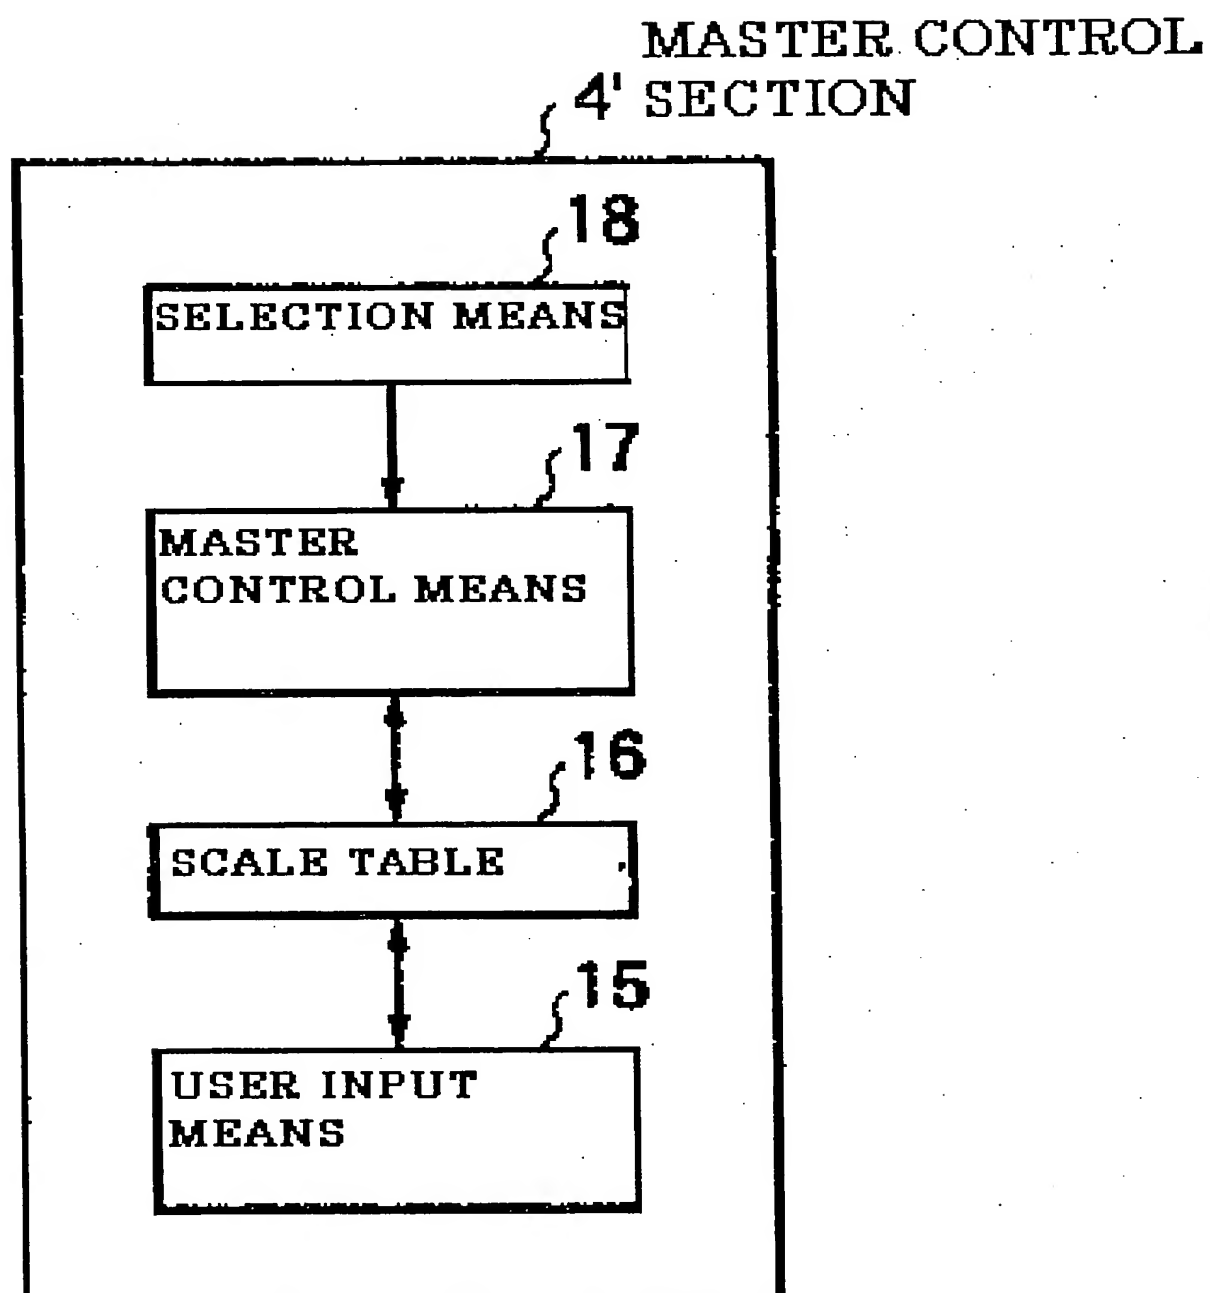 MASTER CONTROL
4' SECTION
18
SELECTION MEANS
17
MASTER
CONTROL MEANS
16
SCALE TABLE
15
USER INPUT
MEANS